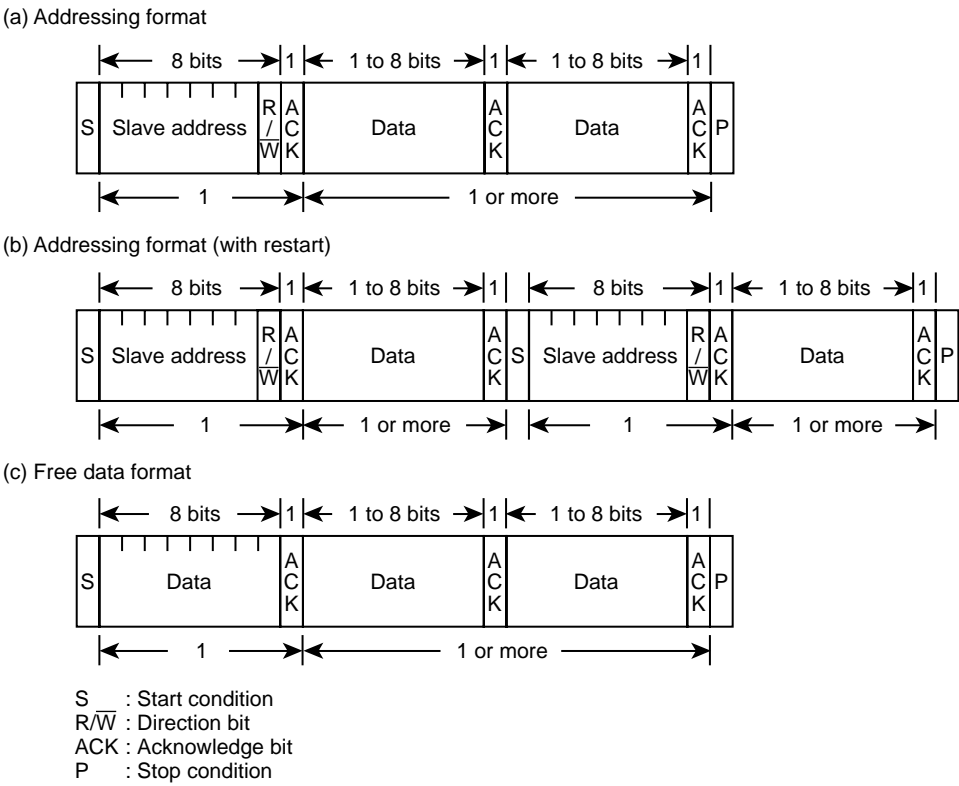 (a) Addressing format
8 bits 1 1 to 8 bits 1 1 to 8 bits 1
S Slave address R/W̅ ACK Data ACK Data ACK P
1 1 or more
(b) Addressing format (with restart)
8 bits 1 1 to 8 bits 1 8 bits 1 1 to 8 bits 1
S Slave address R/W̅ ACK Data ACK S Slave address R/W̅ ACK Data ACK P
1 1 or more 1 1 or more
(c) Free data format
8 bits 1 1 to 8 bits 1 1 to 8 bits 1
S Data ACK Data ACK Data ACK P
1 1 or more
S : Start condition
R/W̅ : Direction bit
ACK : Acknowledge bit
P : Stop condition